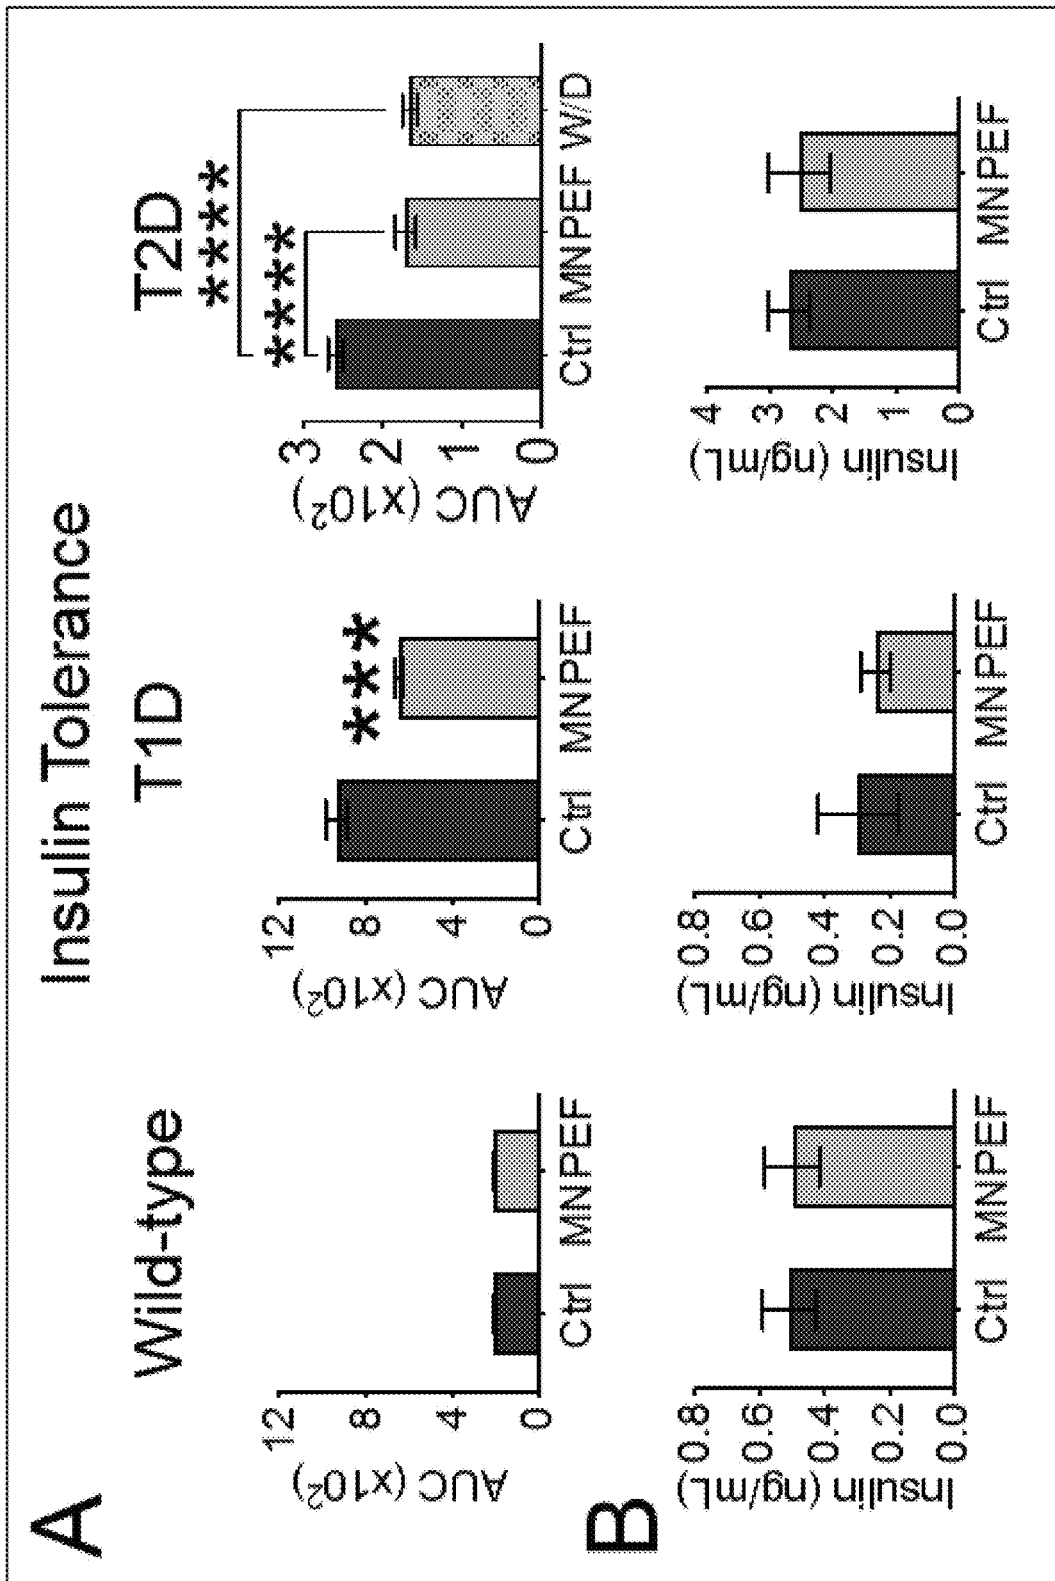 A
Insulin Tolerance
Wild-type
T1D
T2D
AUC (x10²)
12
8
4
0
Ctrl MNPEF
AUC (x10²)
12
8
4
0
***
Ctrl MNPEF
AUC (x10²)
3
2
1
0
****
****
Ctrl MNPEF W/D
B
Insulin (ng/mL)
0.8
0.6
0.4
0.2
0.0
Ctrl MNPEF
Insulin (ng/mL)
0.8
0.6
0.4
0.2
0.0
Ctrl MNPEF
Insulin (ng/mL)
4
3
2
1
0
Ctrl MNPEF